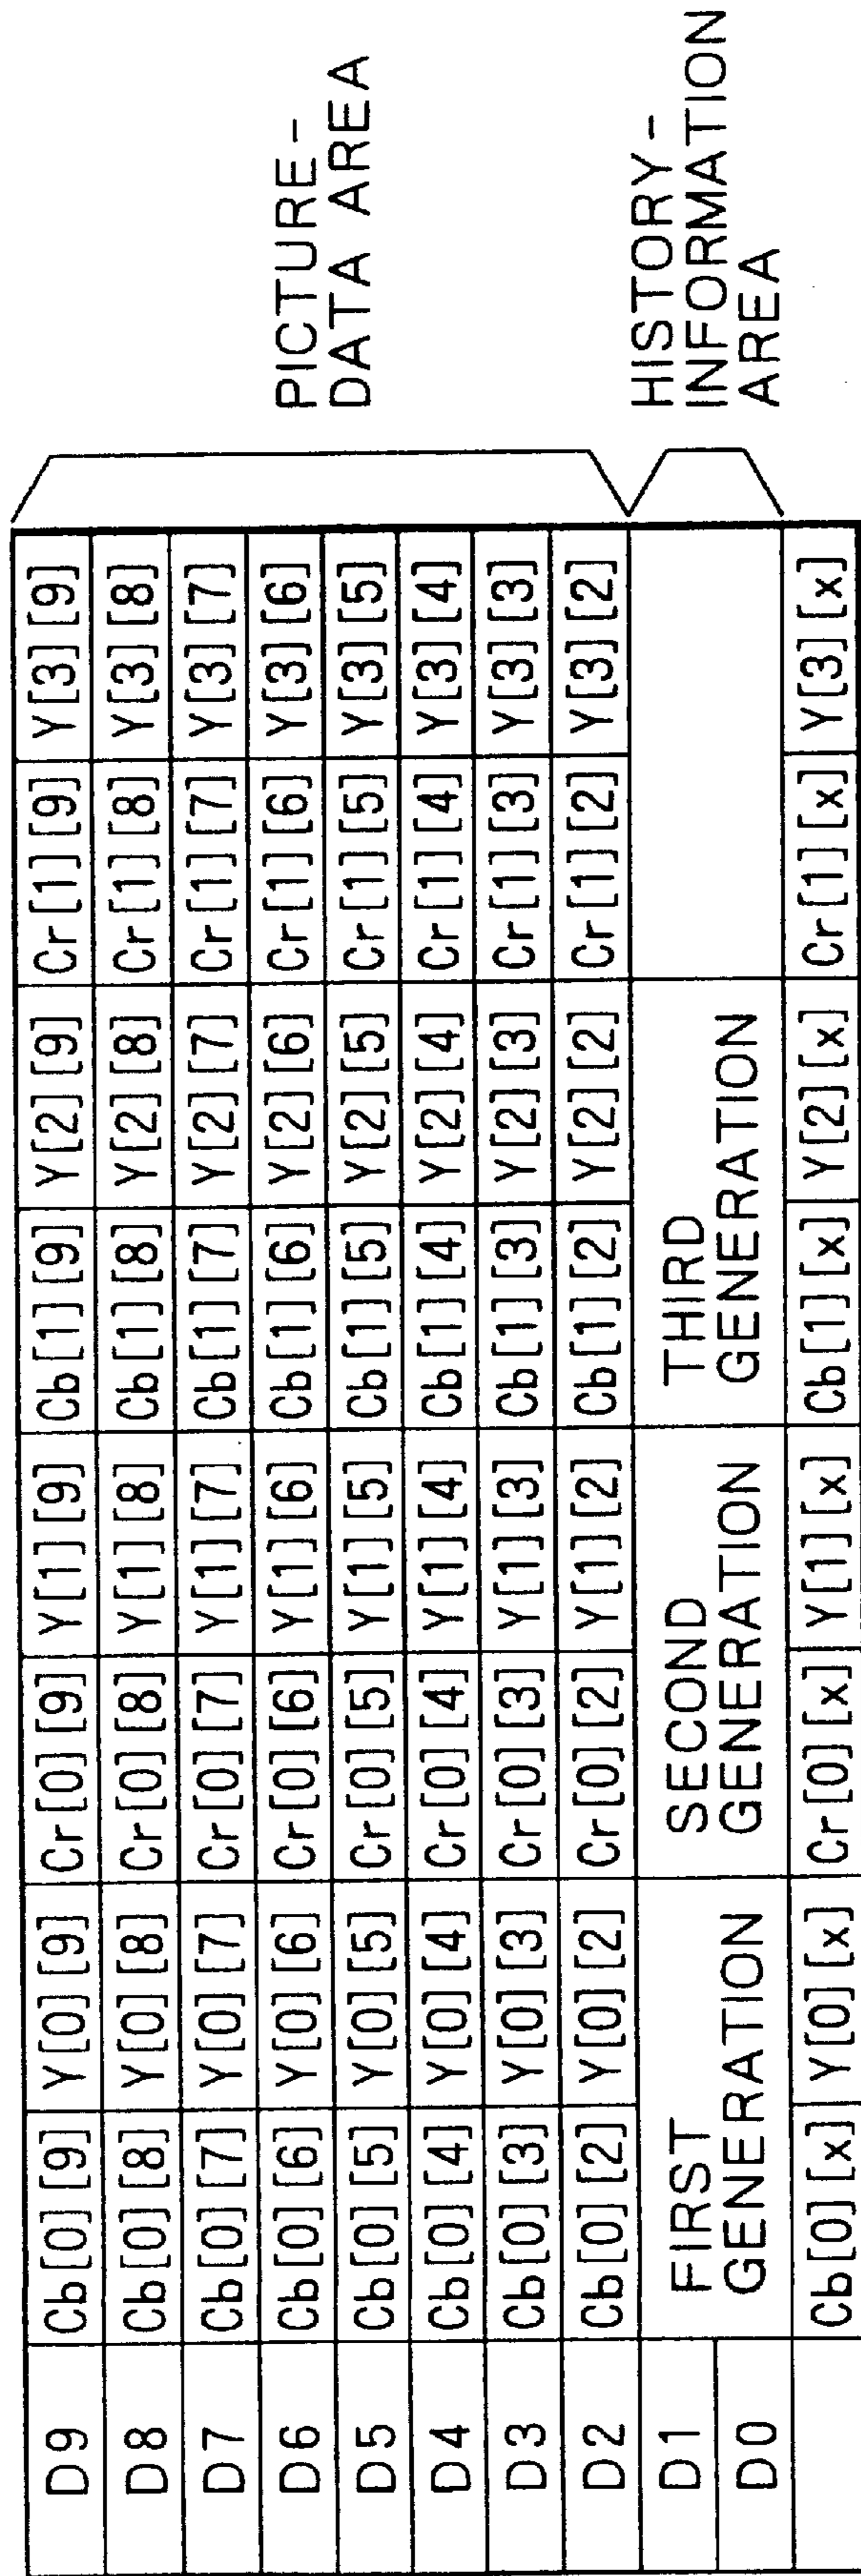 D9 Cb[0][9] Y[0][9] Cr[0][9] Y[1][9] Cb[1][9] Y[2][9] Cr[1][9] Y[3][9]
D8 Cb[0][8] Y[0][8] Cr[0][8] Y[1][8] Cb[1][8] Y[2][8] Cr[1][8] Y[3][8]
D7 Cb[0][7] Y[0][7] Cr[0][7] Y[1][7] Cb[1][7] Y[2][7] Cr[1][7] Y[3][7]
D6 Cb[0][6] Y[0][6] Cr[0][6] Y[1][6] Cb[1][6] Y[2][6] Cr[1][6] Y[3][6]
D5 Cb[0][5] Y[0][5] Cr[0][5] Y[1][5] Cb[1][5] Y[2][5] Cr[1][5] Y[3][5]
D4 Cb[0][4] Y[0][4] Cr[0][4] Y[1][4] Cb[1][4] Y[2][4] Cr[1][4] Y[3][4]
D3 Cb[0][3] Y[0][3] Cr[0][3] Y[1][3] Cb[1][3] Y[2][3] Cr[1][3] Y[3][3]
D2 Cb[0][2] Y[0][2] Cr[0][2] Y[1][2] Cb[1][2] Y[2][2] Cr[1][2] Y[3][2]
D1 FIRST SECOND THIRD
D0 GENERATION GENERATION GENERATION
Cb[0][x] Y[0][x] Cr[0][x] Y[1][x] Cb[1][x] Y[2][x] Cr[1][x] Y[3][x]
PICTURE-
DATA AREA
HISTORY-
INFORMATION
AREA